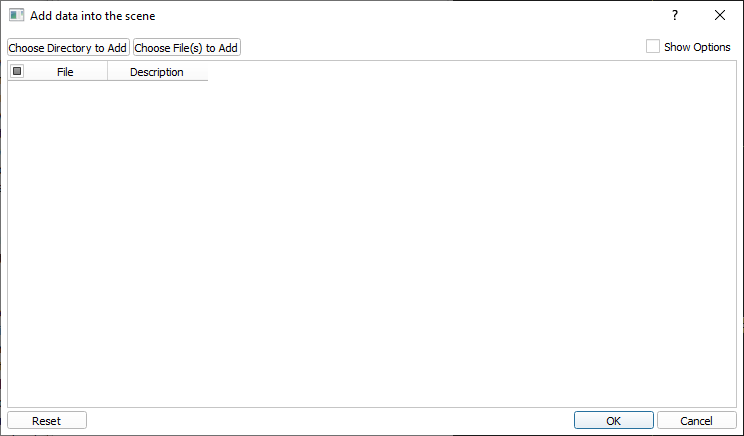 Add data into the scene
?
Choose Directory to Add Choose File(s) to Add Show Options
File Description
Reset OK Cancel